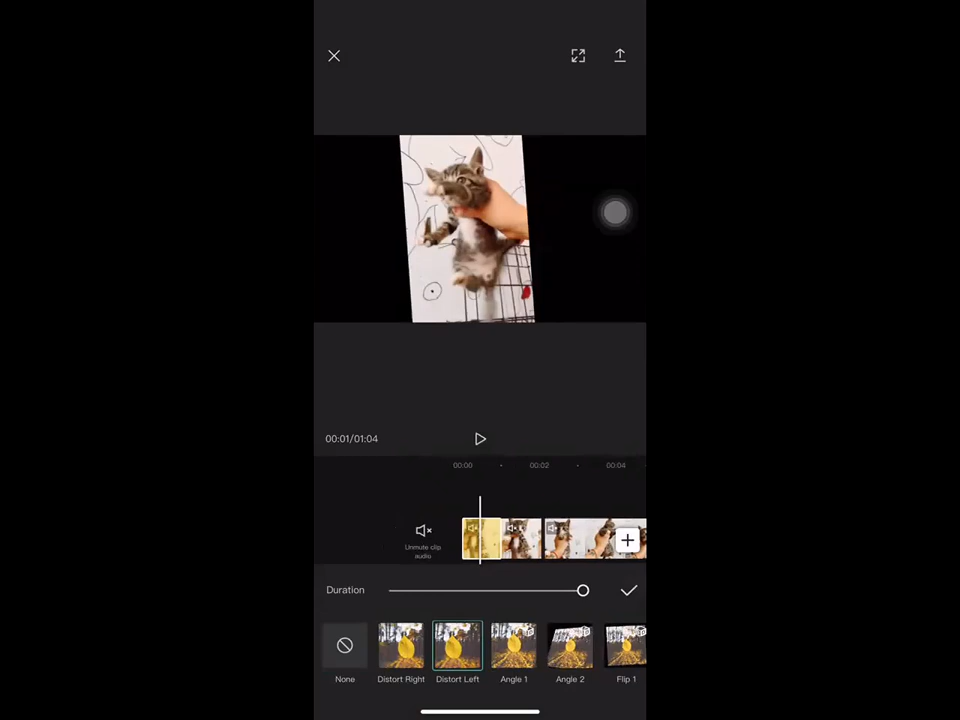 00:01/01:04
00:00
00:02
00:04
Unmute clip
audio
Duration
None
Distort Right
Distort Left
Angle 1
Angle 2
Flip 1